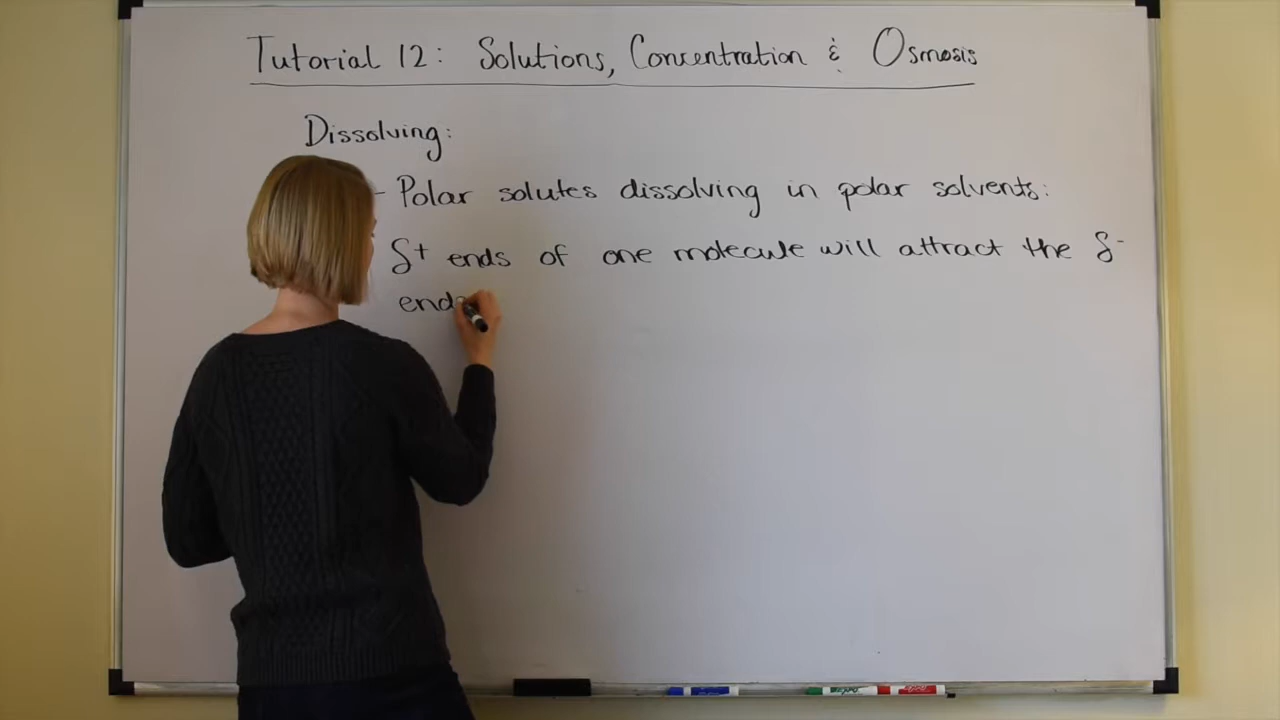 Tutorial 12: Solutions, Concentration & Osmosis
Dissolving:
- Polar solutes dissolving in polar solvents:
δ+ ends of one molecule will attract the δ-
end